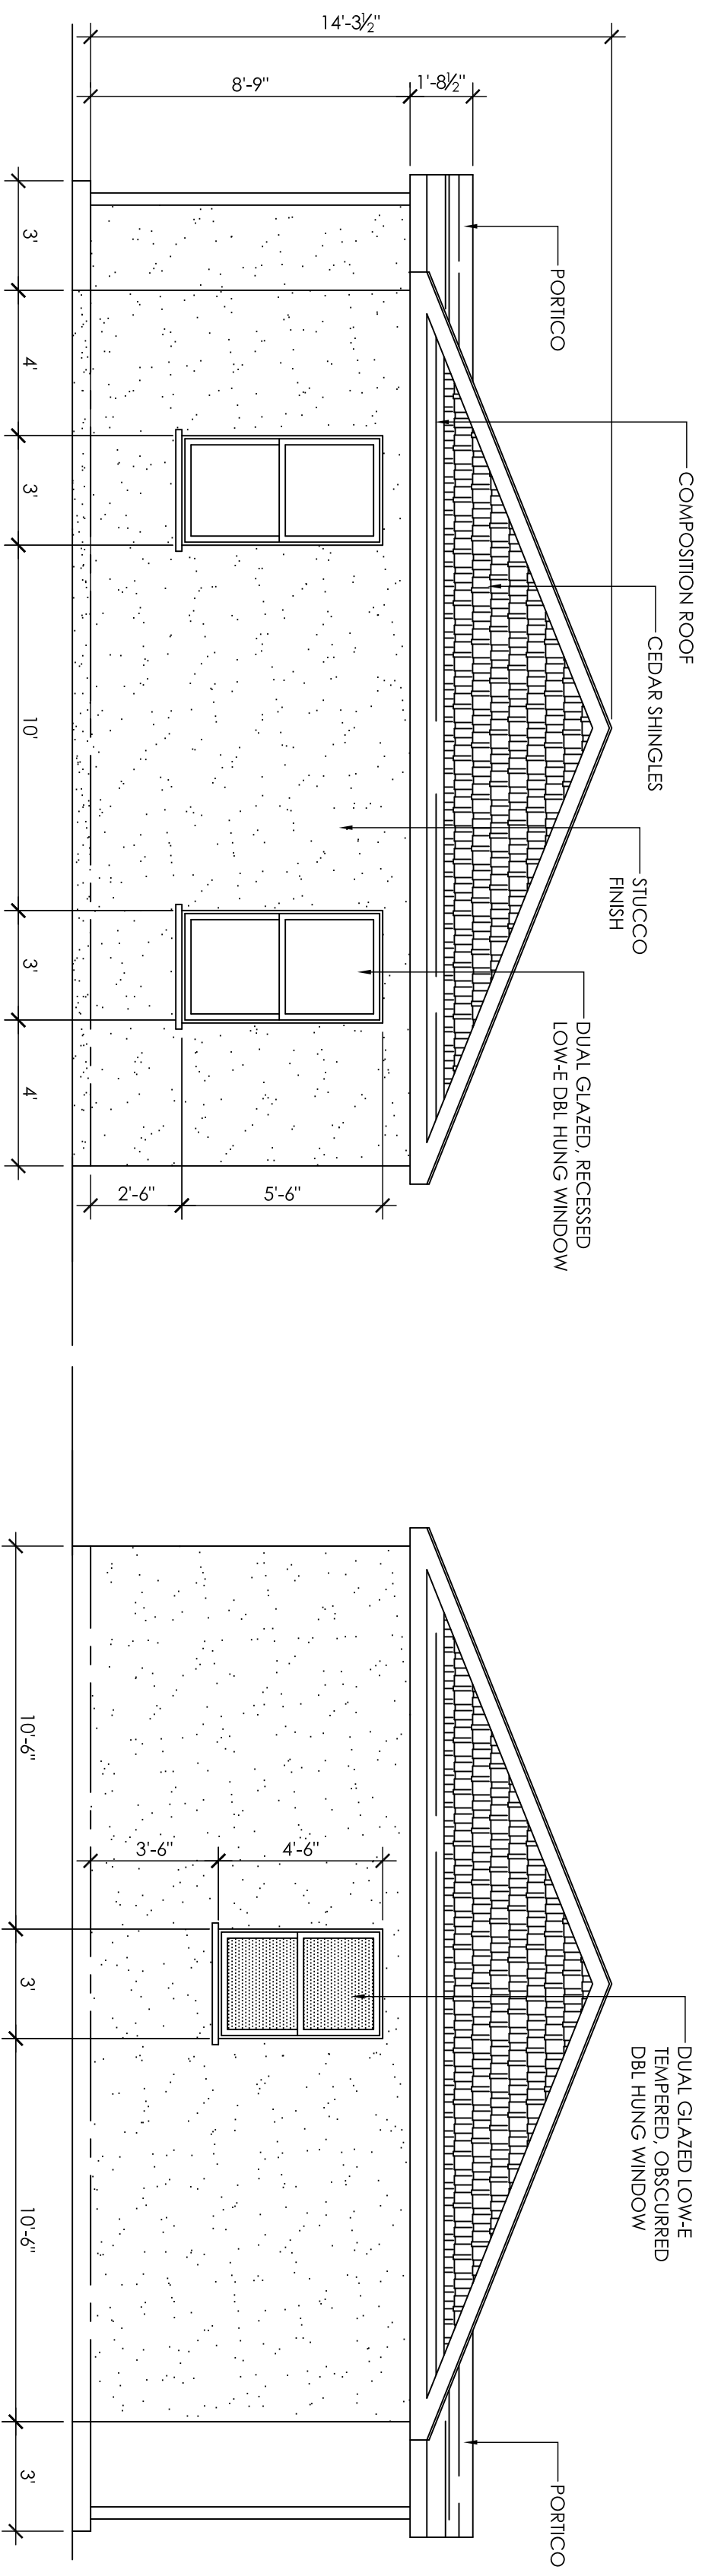 14'-3½"
8'-9"
1'-8½"
PORTICO
COMPOSITION ROOF
CEDAR SHINGLES
STUCCO
FINISH
DUAL GLAZED, RECESSED
LOW-E DBL HUNG WINDOW
2'-6"
5'-6"
3'
4'
3'
10'
3'
4'
DUAL GLAZED LOW-E
TEMPERED, OBSCURRED
DBL HUNG WINDOW
PORTICO
3'-6"
4'-6"
10'-6"
3'
10'-6"
3'